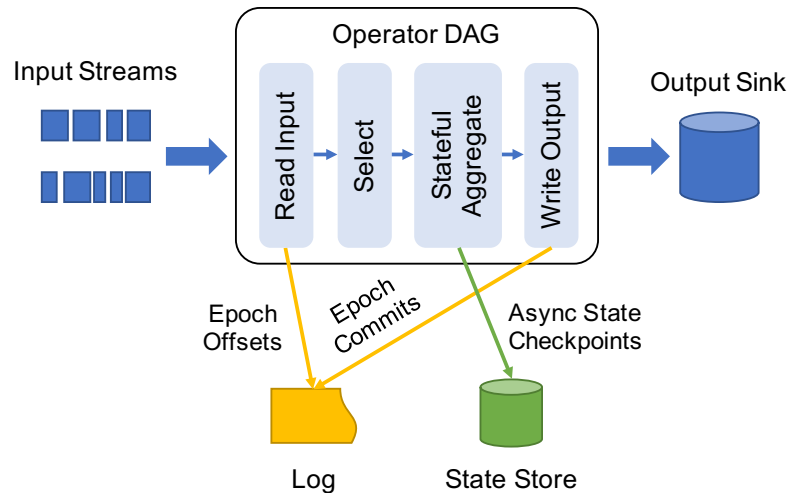 Operator DAG
Input Streams
Output Sink
Read Input
Select
Stateful
Aggregate
Write Output
Epoch
Offsets
Epoch
Commits
Async State
Checkpoints
Log
State Store